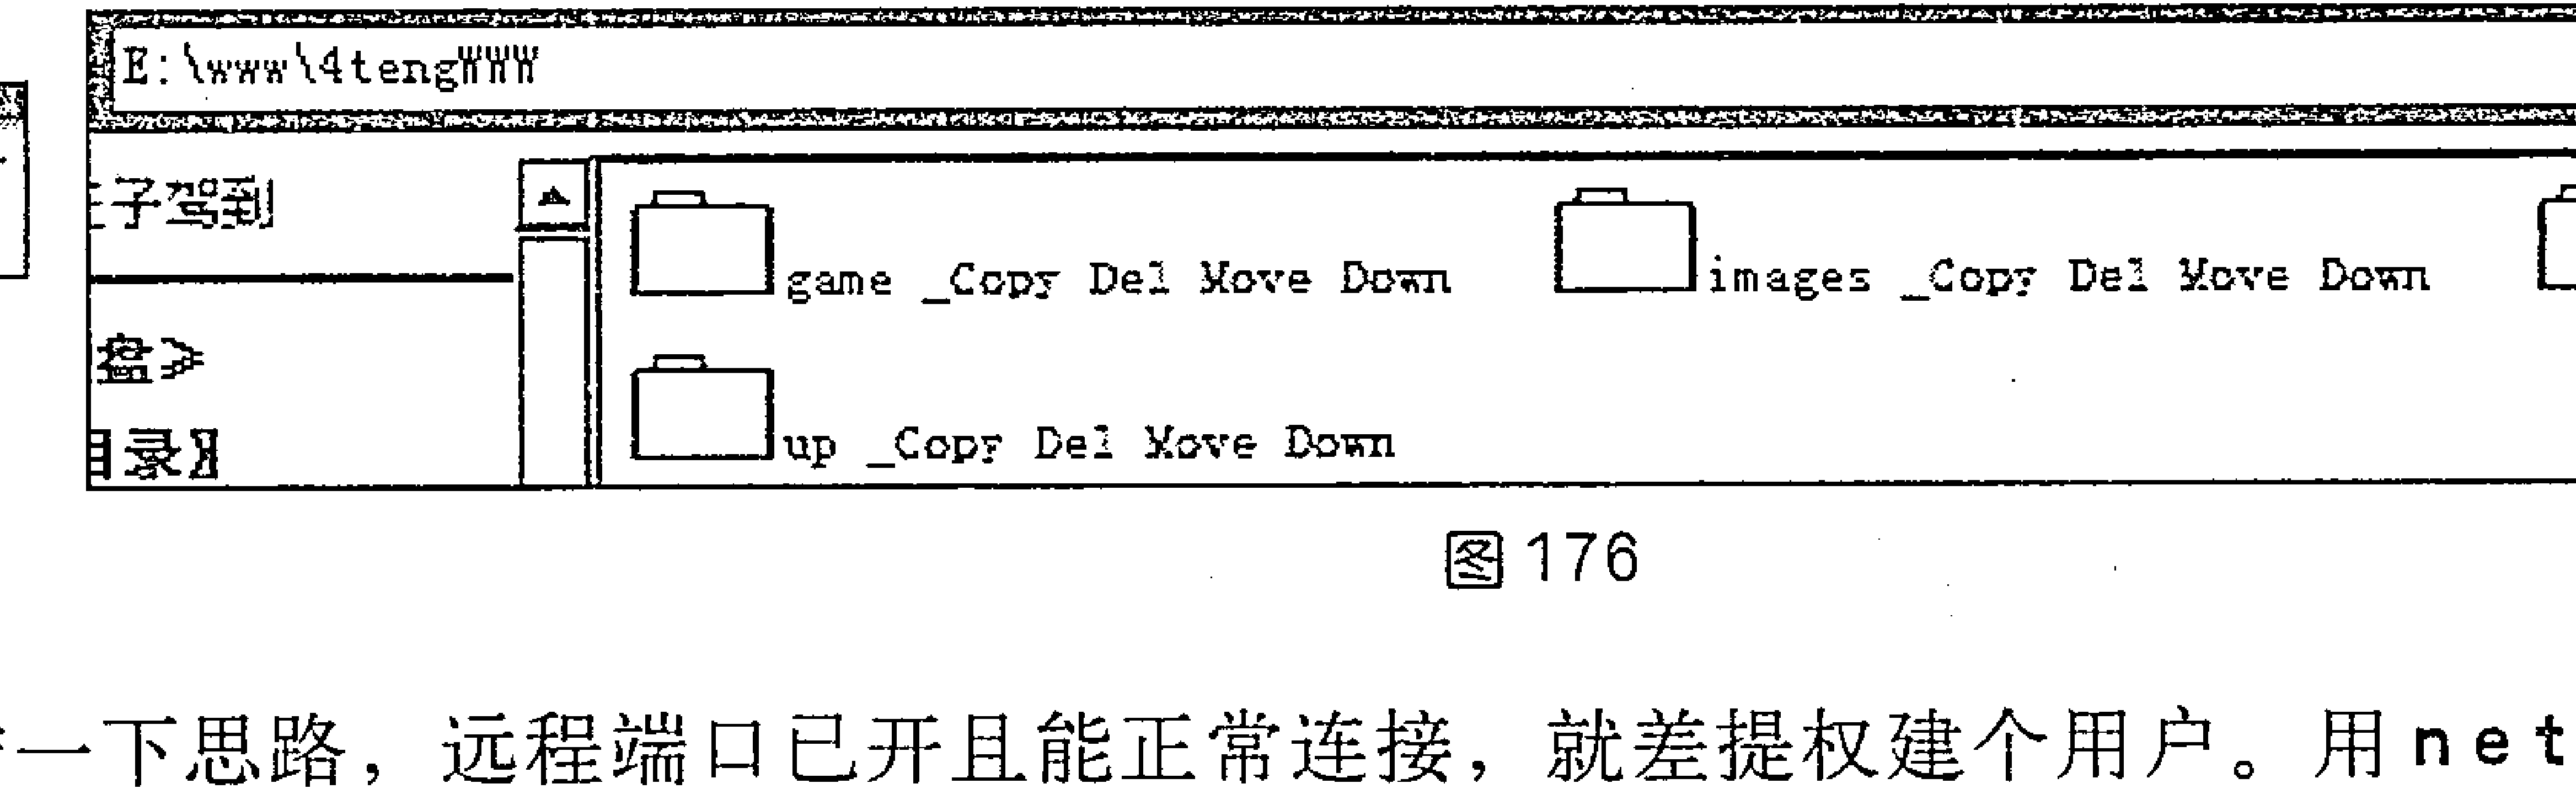 E:\www\4tengWWW
子驾到
game _Copy Del Move Down
images _Copy Del Move Down
盘>
up _Copy Del Move Down
目录】
图 176
一下思路，远程端口已开且能正常连接，就差提权建个用户。用 net